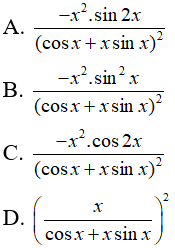 A. \frac{-x^2.\sin 2x}{(\cos x + x\sin x)^2}
B. \frac{-x^2.\sin^2 x}{(\cos x + x\sin x)^2}
C. \frac{-x^2.\cos 2x}{(\cos x + x\sin x)^2}
D. \left(\frac{x}{\cos x + x\sin x}\right)^2